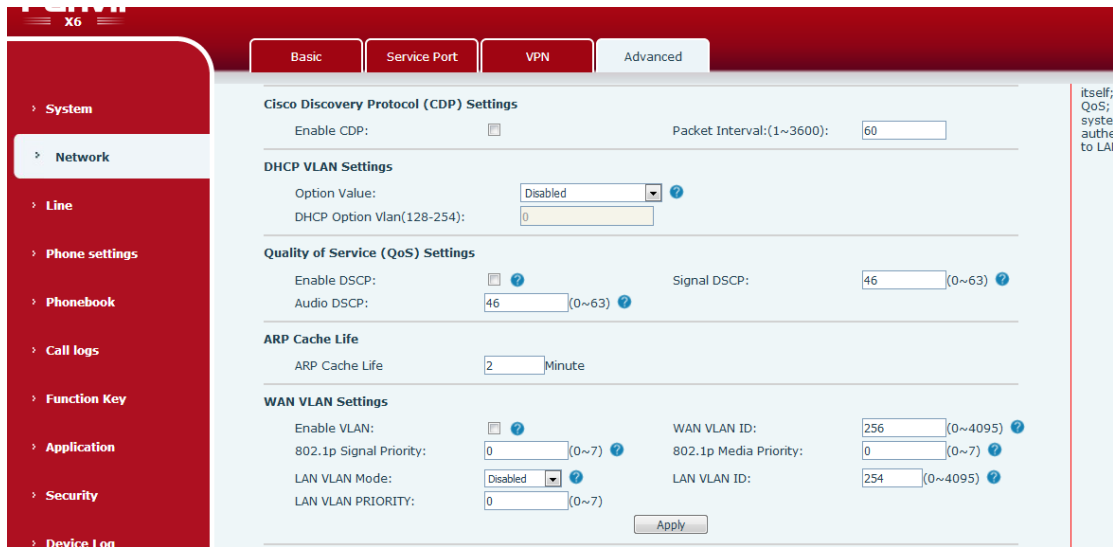 X6
Basic Service Port VPN Advanced
System
Network
Line
Phone settings
Phonebook
Call logs
Function Key
Application
Security
Device Log
Cisco Discovery Protocol (CDP) Settings
Enable CDP: Packet Interval:(1~3600): 60
DHCP VLAN Settings
Option Value: Disabled
DHCP Option Vlan(128-254): 0
Quality of Service (QoS) Settings
Enable DSCP: Signal DSCP: 46 (0~63)
Audio DSCP: 46 (0~63)
ARP Cache Life
ARP Cache Life 2 Minute
WAN VLAN Settings
Enable VLAN: WAN VLAN ID: 256 (0~4095)
802.1p Signal Priority: 0 (0~7) 802.1p Media Priority: 0 (0~7)
LAN VLAN Mode: Disabled LAN VLAN ID: 254 (0~4095)
LAN VLAN PRIORITY: 0 (0~7)
Apply
itself;
QoS;
syste
authe
to LA